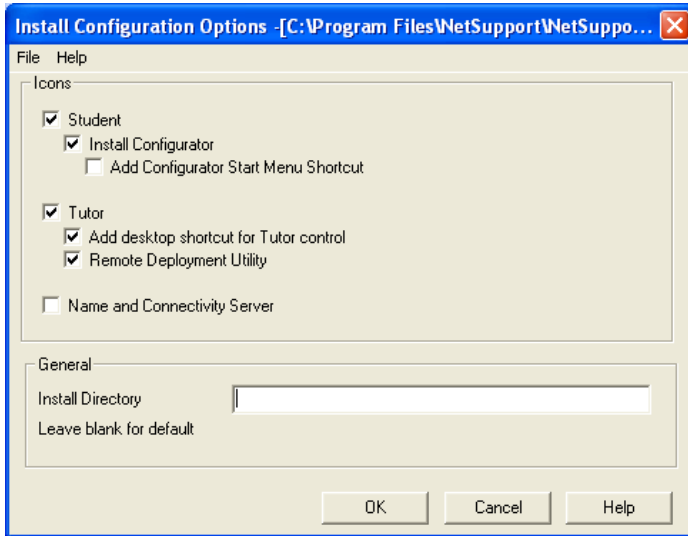 Install Configuration Options -[C:\Program Files\NetSupport\NetSuppo...
File Help
Icons
Student
Install Configurator
Add Configurator Start Menu Shortcut
Tutor
Add desktop shortcut for Tutor control
Remote Deployment Utility
Name and Connectivity Server
General
Install Directory
Leave blank for default
OK Cancel Help